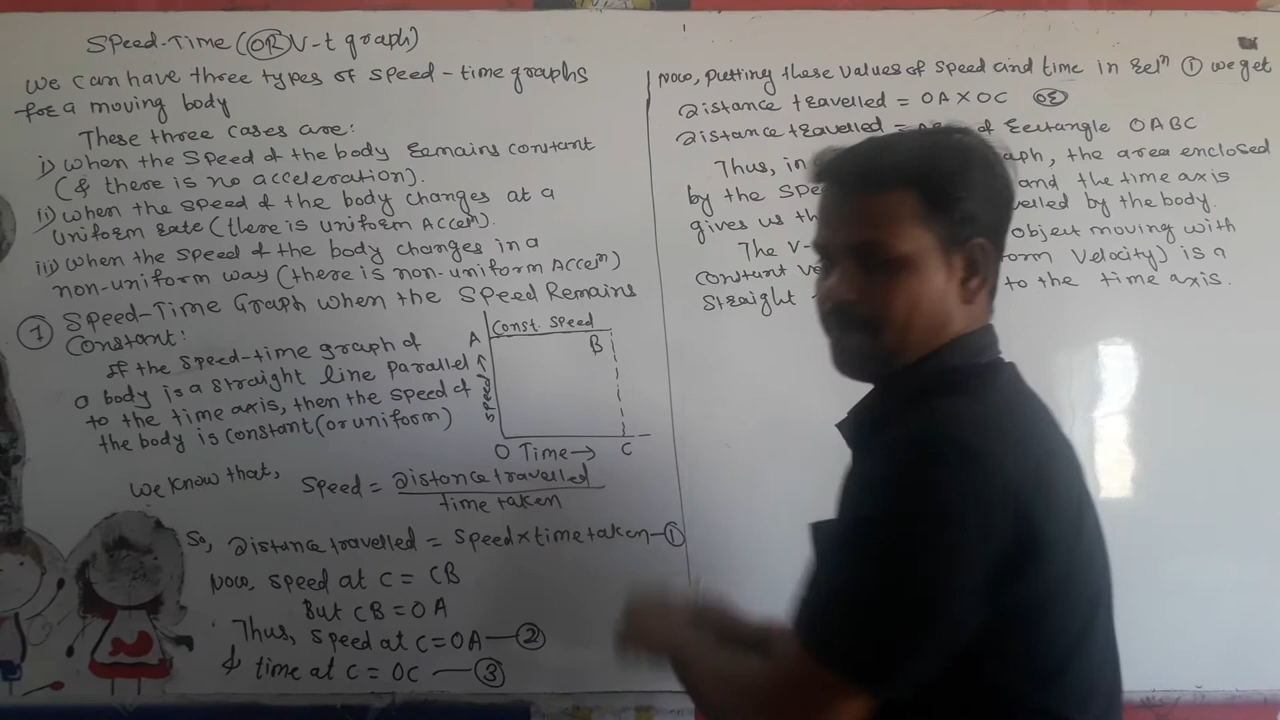 Speed-Time (OR V-t graph)
We can have three types of speed-time graphs
for a moving body
These three cases are:
i) When the Speed of the body remains constant
(& there is no acceleration).
ii) When the speed of the body changes at a
uniform rate (there is uniform Accelⁿ).
iii) When the speed of the body changes in a
non-uniform way (there is non-uniform Accelⁿ)
1 Speed-Time Graph when the Speed Remains
Constant:
If the speed-time graph of
a body is a straight line parallel
to the time axis, then the speed of
the body is constant (or uniform)
Const. Speed
A
B
Speed →
O Time → C
We know that,
Speed = Distance travelled / time taken
So, Distance travelled = Speed x time taken - 1
Now, speed at C = CB
But CB = OA
Thus, speed at C = OA - 2
& time at C = OC - 3
Now, putting these values of speed and time in relⁿ 1 we get
Distance travelled = OA X OC OR
Distance travelled = of rectangle OABC
Thus, in the area enclosed
by the and the time axis
gives us by the body.
The V- object moving with
constant Velocity) is a
straight to the time axis.